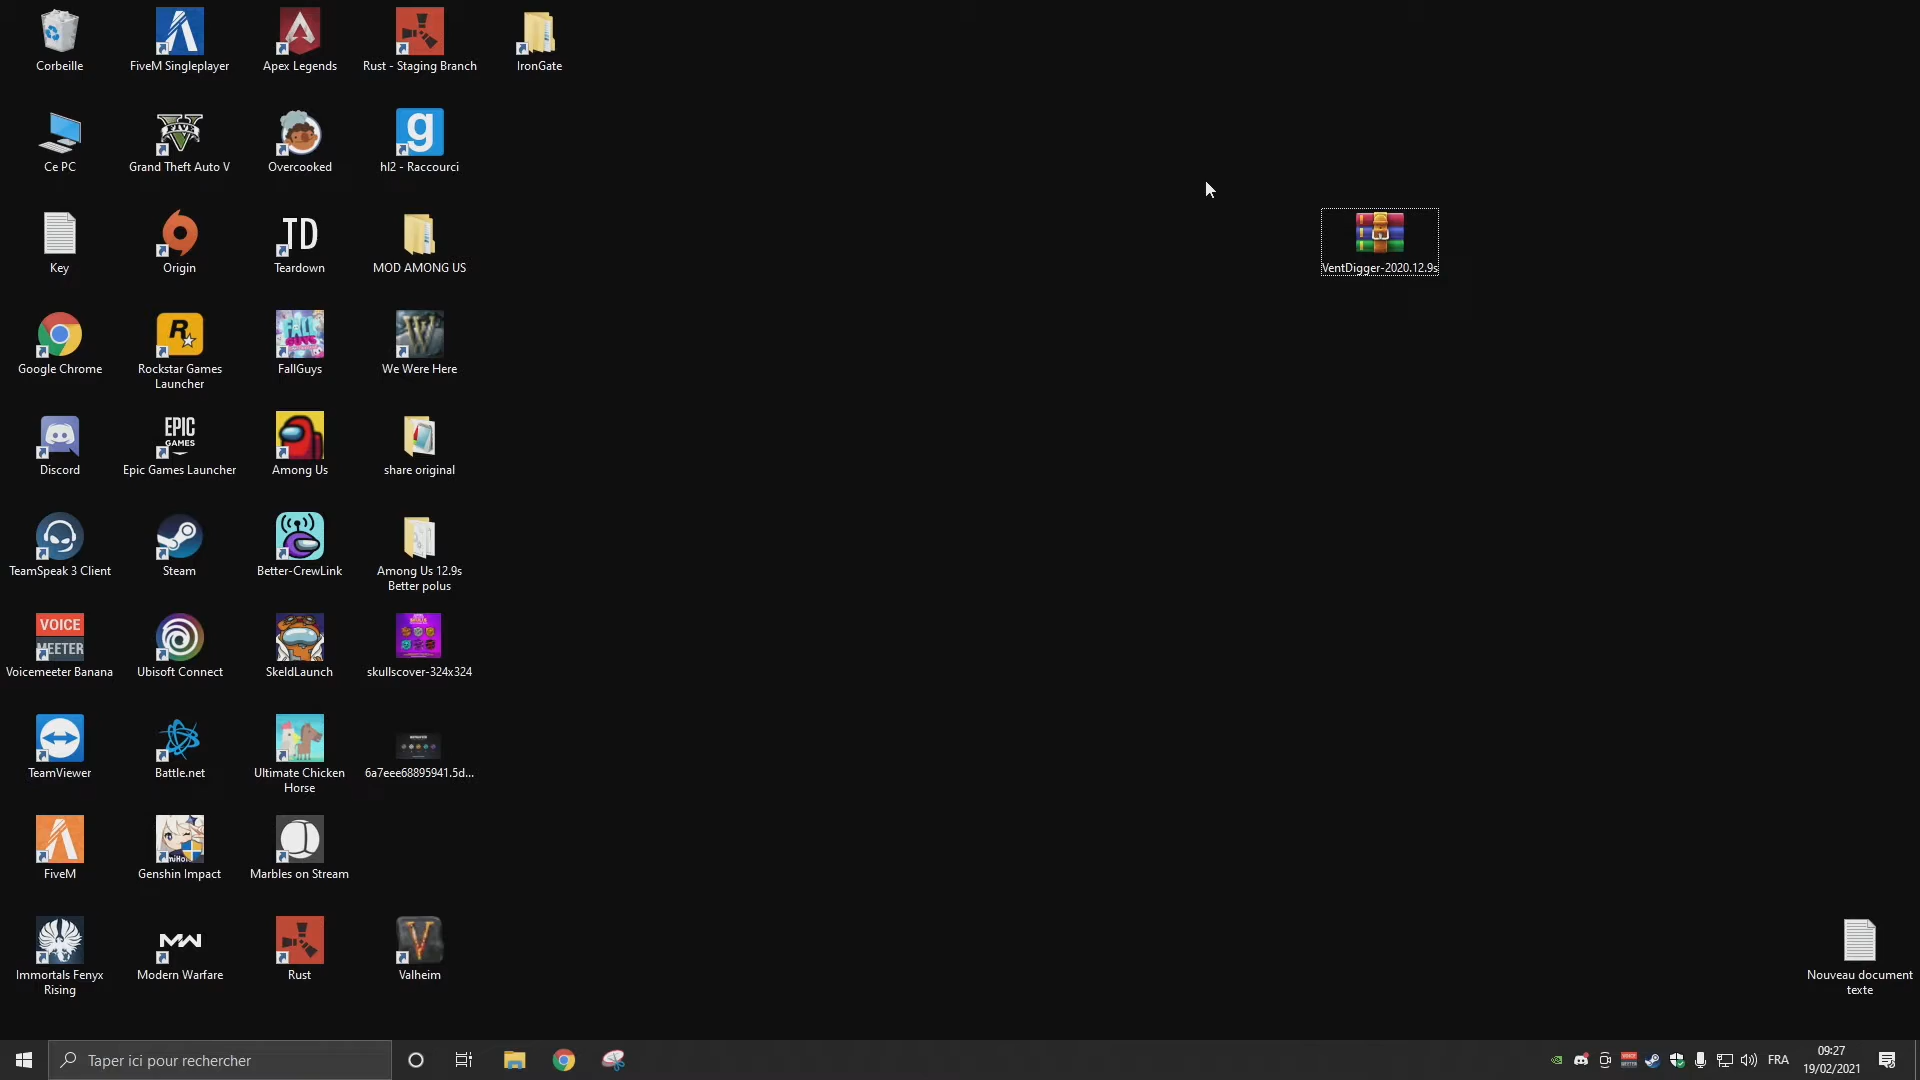 Corbeille
FiveM Singleplayer
Apex Legends
Rust - Staging Branch
IronGate
FIVE
g
Ce PC
Grand Theft Auto V
Overcooked
hl2 - Raccourci
TD
Key
Origin
Teardown
MOD AMONG US
VentDigger-2020.12.9s
R
FALL GUYS
W
Google Chrome
Rockstar Games
Launcher
FallGuys
We Were Here
EPIC
GAMES
Discord
Epic Games Launcher
Among Us
share original
TeamSpeak 3 Client
Steam
Better-CrewLink
Among Us 12.9s
Better polus
VOICE
MEETER
Voicemeeter Banana
Ubisoft Connect
SkeldLaunch
skullscover-324x324
TeamViewer
Battle.net
Ultimate Chicken
Horse
6a7eee68895941.5d...
FiveM
Genshin Impact
Marbles on Stream
MW
V
Immortals Fenyx
Rising
Modern Warfare
Rust
Valheim
Nouveau document
texte
Taper ici pour rechercher
FRA
09:27
19/02/2021